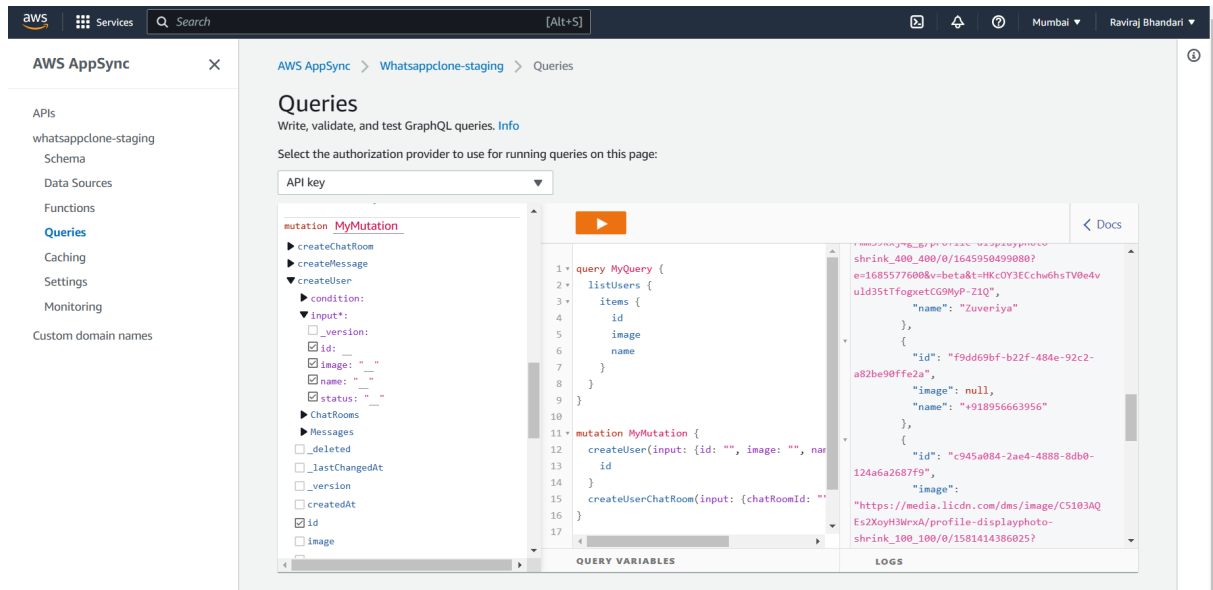 aws Services Search [Alt+S] Mumbai ▼ Raviraj Bhandari ▼
AWS AppSync
APIs
whatsappclone-staging
Schema
Data Sources
Functions
Queries
Caching
Settings
Monitoring
Custom domain names
AWS AppSync > Whatsappclone-staging > Queries
Queries
Write, validate, and test GraphQL queries. Info
Select the authorization provider to use for running queries on this page:
API key
mutation MyMutation
createChatRoom
createMessage
createUser
condition:
input*:
_version:
id: __
image: "__"
name: "__"
status: "__"
ChatRooms
Messages
_deleted
_lastChangedAt
_version
createdAt
id
image
< Docs
1 query MyQuery {
2 listUsers {
3 items {
4 id
5 image
6 name
7 }
8 }
9 }
10
11 mutation MyMutation {
12 createUser(input: {id: "", image: "", nam
13 id
14 }
15 createUserChatRoom(input: {chatRoomId: ""
16 }
17
QUERY VARIABLES
shrink_400_400/0/1645950499080?
e=1685577600&v=beta&t=HKcOY3ECchw6hsTV0e4v
uld35tTfogxetCG9MyP-Z1Q",
"name": "Zuveriya"
},
{
"id": "f9dd69bf-b22f-484e-92c2-
a82be90ffe2a",
"image": null,
"name": "+918956663956"
},
{
"id": "c945a084-2ae4-4888-8db0-
124a6a2687f9",
"image":
"https://media.licdn.com/dms/image/C5103AQ
Es2XoyH3WrxA/profile-displayphoto-
shrink_100_100/0/1581414386025?
LOGS